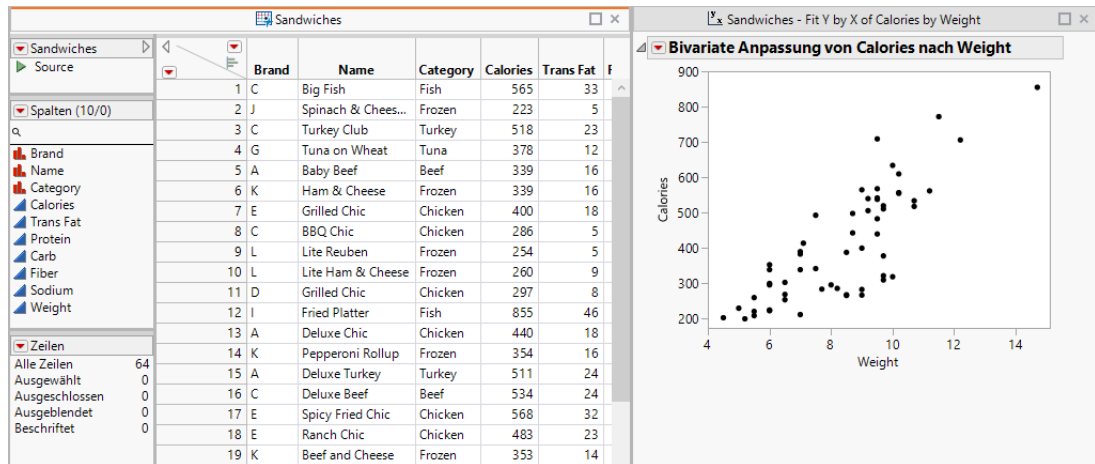 Sandwiches
Sandwiches
Source
Spalten (10/0)
Brand
Name
Category
Calories
Trans Fat
Protein
Carb
Fiber
Sodium
Weight
Zeilen
Alle Zeilen 64
Ausgewählt 0
Ausgeschlossen 0
Ausgeblendet 0
Beschriftet 0
Brand Name Category Calories Trans Fat F
1 C Big Fish Fish 565 33
2 J Spinach & Chees... Frozen 223 5
3 C Turkey Club Turkey 518 23
4 G Tuna on Wheat Tuna 378 12
5 A Baby Beef Beef 339 16
6 K Ham & Cheese Frozen 339 16
7 E Grilled Chic Chicken 400 18
8 C BBQ Chic Chicken 286 5
9 L Lite Reuben Frozen 254 5
10 L Lite Ham & Cheese Frozen 260 9
11 D Grilled Chic Chicken 297 8
12 I Fried Platter Fish 855 46
13 A Deluxe Chic Chicken 440 18
14 K Pepperoni Rollup Frozen 354 16
15 A Deluxe Turkey Turkey 511 24
16 C Deluxe Beef Beef 534 24
17 E Spicy Fried Chic Chicken 568 32
18 E Ranch Chic Chicken 483 23
19 K Beef and Cheese Frozen 353 14
Sandwiches - Fit Y by X of Calories by Weight
Bivariate Anpassung von Calories nach Weight
900
800
700
600
500
400
300
200
Calories
4 6 8 10 12 14
Weight